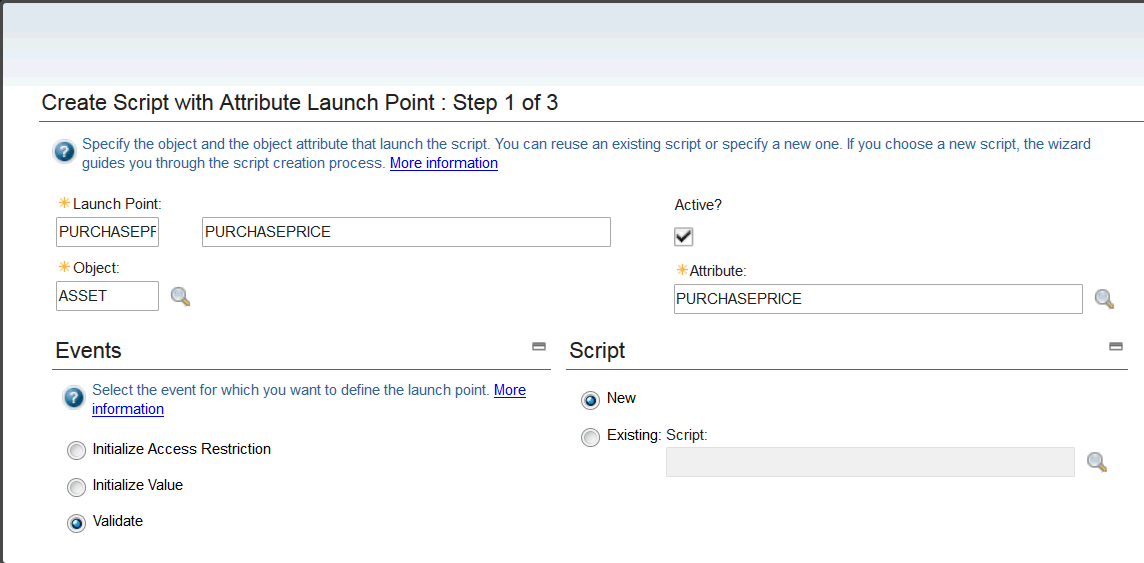 Create Script with Attribute Launch Point : Step 1 of 3
Specify the object and the object attribute that launch the script. You can reuse an existing script or specify a new one. If you choose a new script, the wizard
guides you through the script creation process. More information
Launch Point:
Active?
PURCHASEPR
PURCHASEPRICE
Object:
Attribute:
ASSET
PURCHASEPRICE
Events
Script
Select the event for which you want to define the launch point. More
information
New
Existing: Script:
Initialize Access Restriction
Initialize Value
Validate